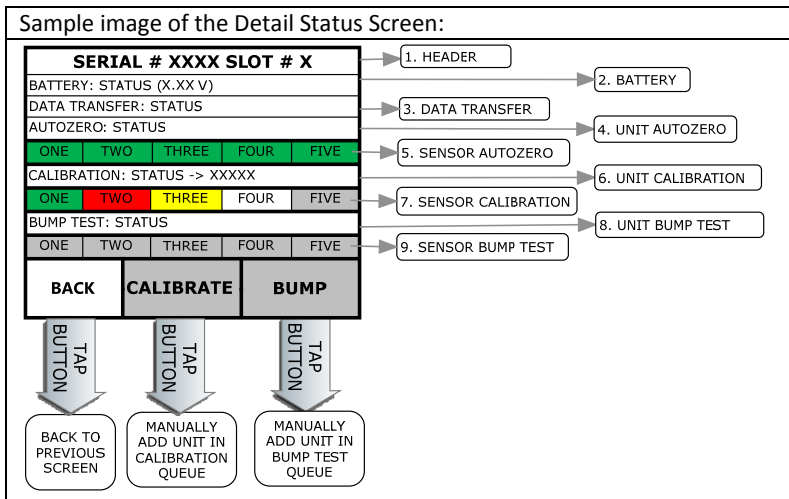 Sample image of the Detail Status Screen:
SERIAL # XXXX SLOT # X
1. HEADER
BATTERY: STATUS (X.XX V)
2. BATTERY
DATA TRANSFER: STATUS
3. DATA TRANSFER
AUTOZERO: STATUS
4. UNIT AUTOZERO
ONE TWO THREE FOUR FIVE
5. SENSOR AUTOZERO
CALIBRATION: STATUS -> XXXXX
6. UNIT CALIBRATION
ONE TWO THREE FOUR FIVE
7. SENSOR CALIBRATION
BUMP TEST: STATUS
8. UNIT BUMP TEST
ONE TWO THREE FOUR FIVE
9. SENSOR BUMP TEST
BACK CALIBRATE BUMP
TAP
BUTTON
TAP
BUTTON
TAP
BUTTON
BACK TO
PREVIOUS
SCREEN
MANUALLY
ADD UNIT IN
CALIBRATION
QUEUE
MANUALLY
ADD UNIT IN
BUMP TEST
QUEUE